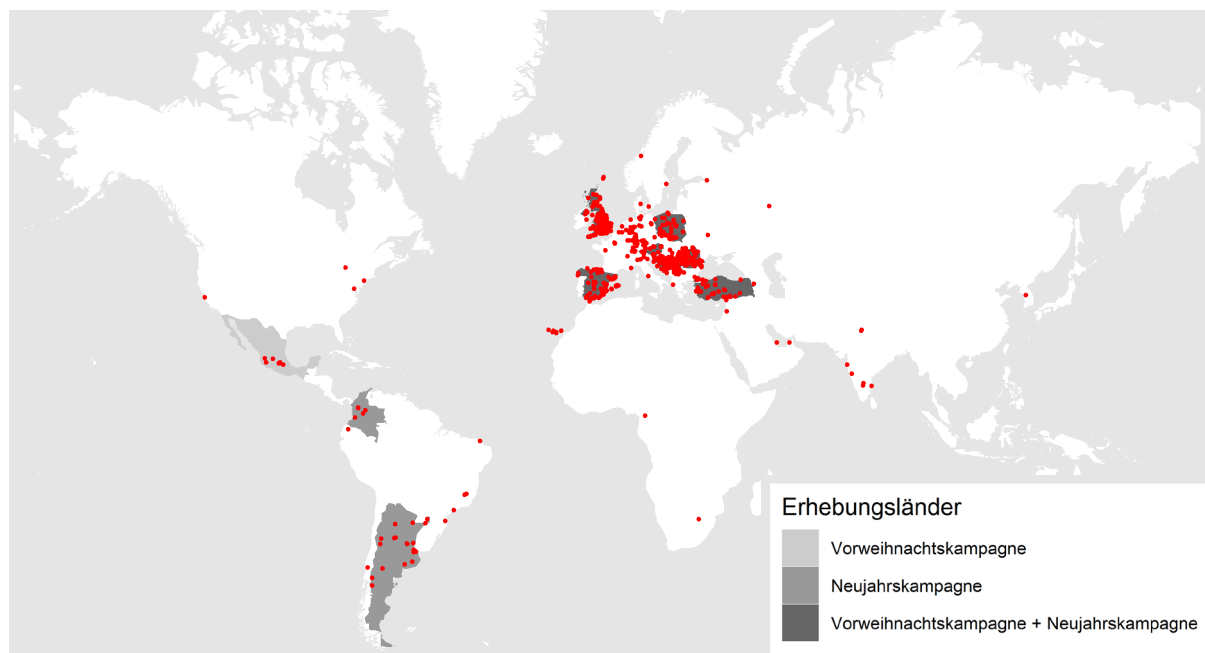 Erhebungsländer
Vorweihnachtskampagne
Neujahrskampagne
Vorweihnachtskampagne + Neujahrskampagne